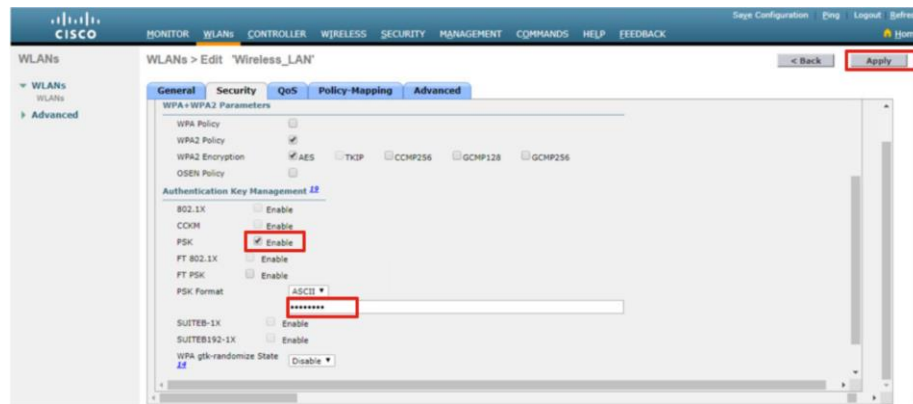 Save Configuration Ping Logout Refres
CISCO MONITOR WLANs CONTROLLER WIRELESS SECURITY MANAGEMENT COMMANDS HELP FEEDBACK Hom
WLANs WLANs > Edit 'Wireless_LAN' < Back Apply
WLANs
WLANs
Advanced
General Security QoS Policy-Mapping Advanced
WPA+WPA2 Parameters
WPA Policy
WPA2 Policy
WPA2 Encryption AES TKIP CCMP256 GCMP128 GCMP256
OSEN Policy
Authentication Key Management 19
802.1X Enable
CCKM Enable
PSK Enable
FT 802.1X Enable
FT PSK Enable
PSK Format ASCII
••••••••
SUITEB-1X Enable
SUITEB192-1X Enable
WPA gtk-randomize State Disable
14